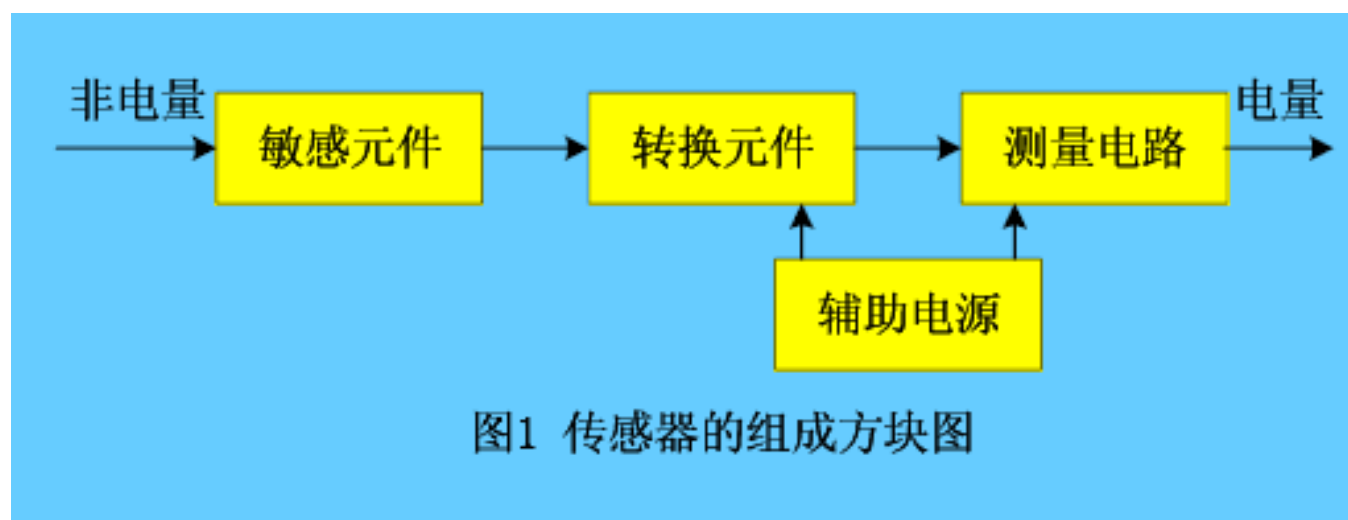 非电量
敏感元件
转换元件
测量电路
电量
辅助电源
图1 传感器的组成方块图